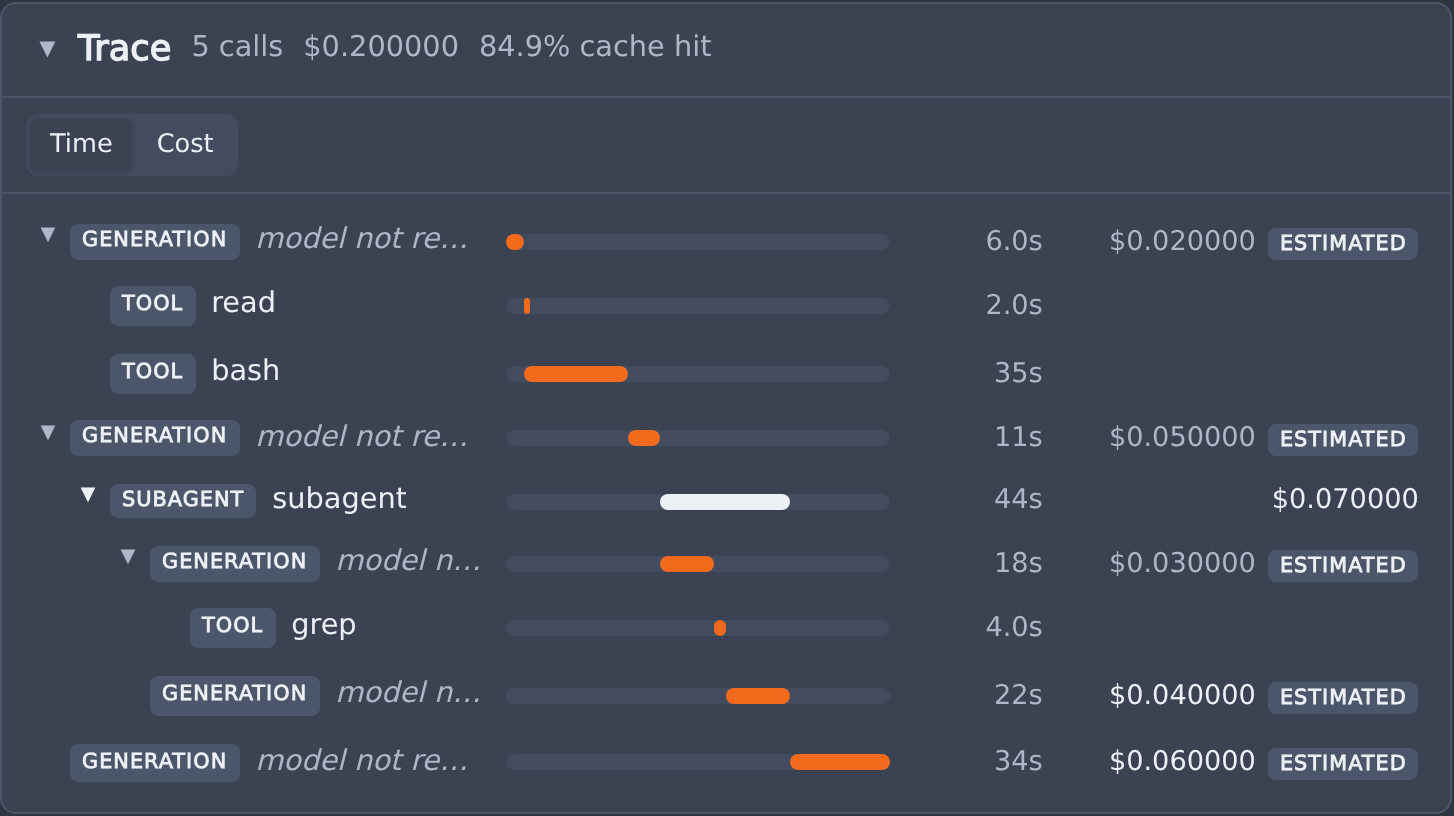 ▼ Trace 5 calls $0.200000 84.9% cache hit
Time Cost
▼ GENERATION model not re… 6.0s $0.020000 ESTIMATED
TOOL read 2.0s
TOOL bash 35s
▼ GENERATION model not re… 11s $0.050000 ESTIMATED
▼ SUBAGENT subagent 44s $0.070000
▼ GENERATION model n… 18s $0.030000 ESTIMATED
TOOL grep 4.0s
GENERATION model n… 22s $0.040000 ESTIMATED
GENERATION model not re… 34s $0.060000 ESTIMATED